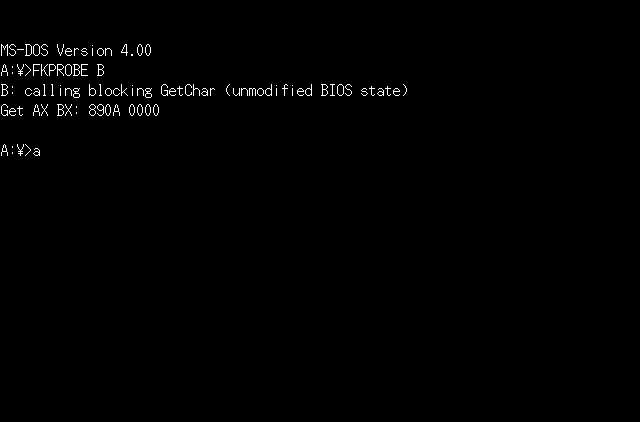 MS-DOS Version 4.00
A:¥>FKPROBE B
B: calling blocking GetChar (unmodified BIOS state)
Get AX BX: 890A 0000
A:¥>a